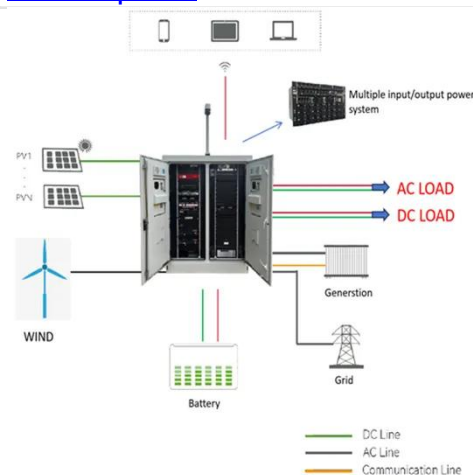 Multiple input/output power
system
PV1
PVN
AC LOAD
DC LOAD
WIND
Generstion
Grid
Battery
DC Line
AC Line
Communication Line